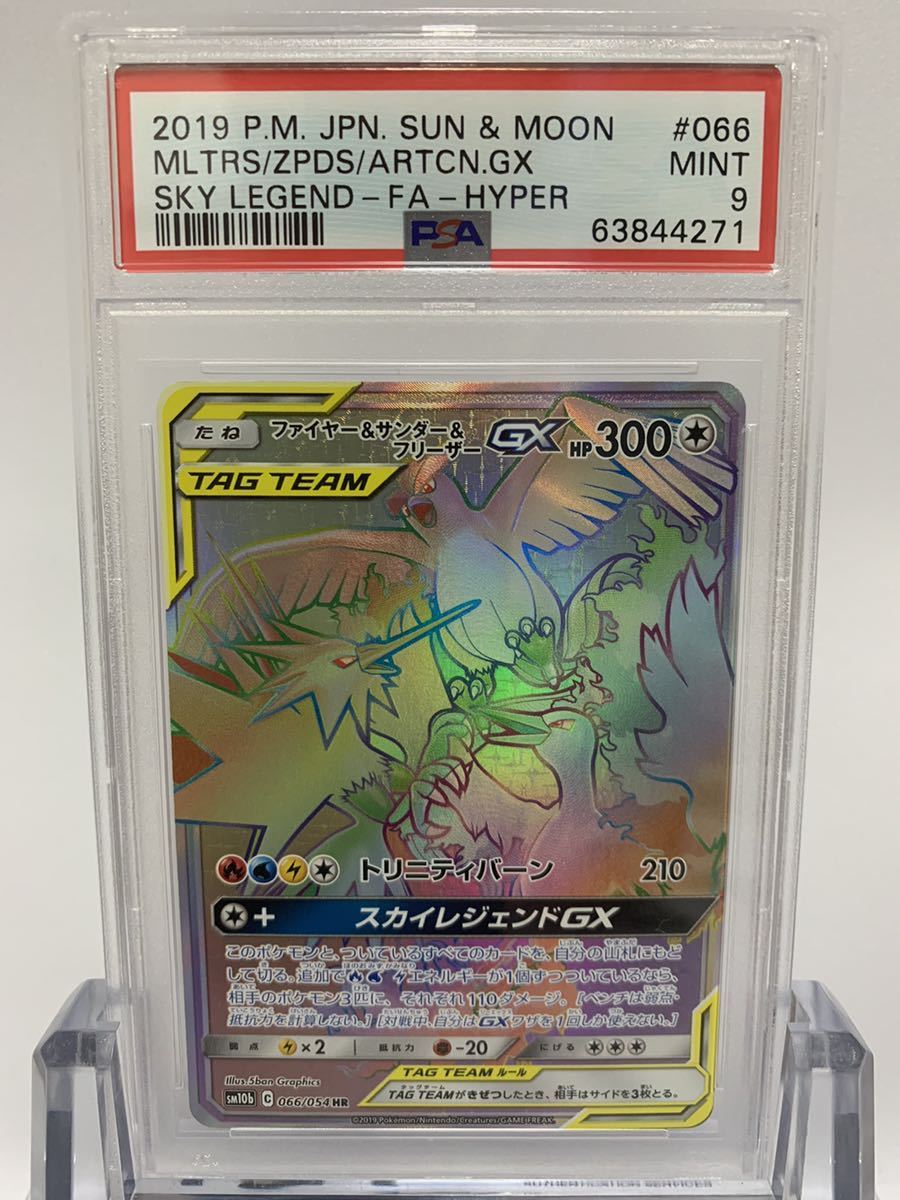 2019 P.M. JPN. SUN & MOON #066
MLTRS/ZPDS/ARTCN.GX MINT
SKY LEGEND-FA-HYPER 9
PSA 63844271
たね ファイヤー&サンダー&フリーザー GX HP300
TAG TEAM
トリニティバーン 210
+ スカイレジェンドGX
このポケモンと、ついているすべてのカードを、自分の山札にもど
して切る。追加で エネルギーが1個ずつついているなら、
相手のポケモン3匹に、それぞれ110ダメージ。[ベンチは弱点・
抵抗力を計算しない。] [対戦中、自分はGXワザを1回しか使えない。]
弱点 ×2 抵抗力 -20 にげる
TAG TEAM ルール
TAG TEAMがきぜつしたとき、相手はサイドを3枚とる。
Illus.5ban Graphics
sm10b C 066/054 HR
©2019 Pokémon/Nintendo/Creatures/GAME FREAK.